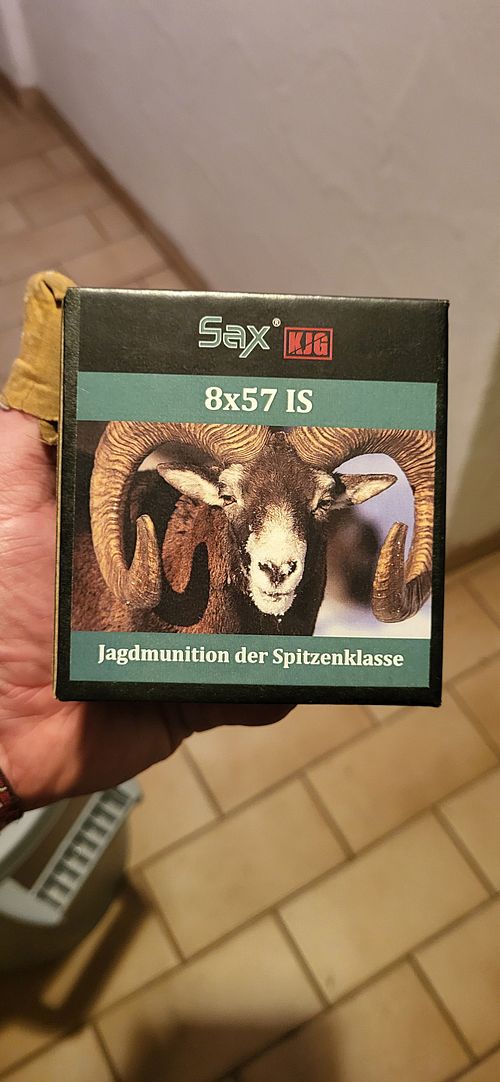 Sax® KJG
8x57 IS
Jagdmunition der Spitzenklasse